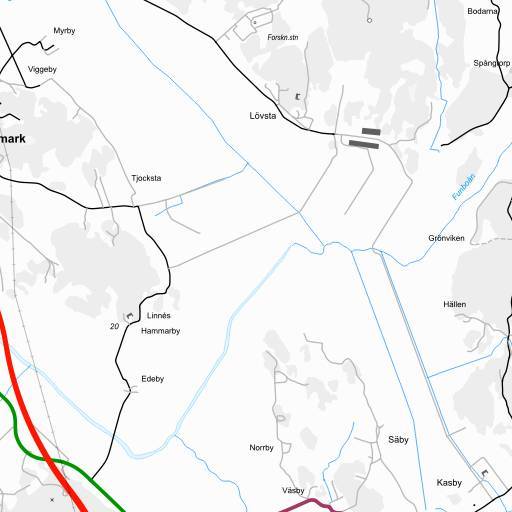 Bodarna
Myrby
Forskn.stn
Viggeby
Spångtorp
Lövsta
mark
Tjocksta
Funboån
Grönviken
Hällen
Linnés
Hammarby
20
Edeby
Säby
Norrby
Kasby
Väsby